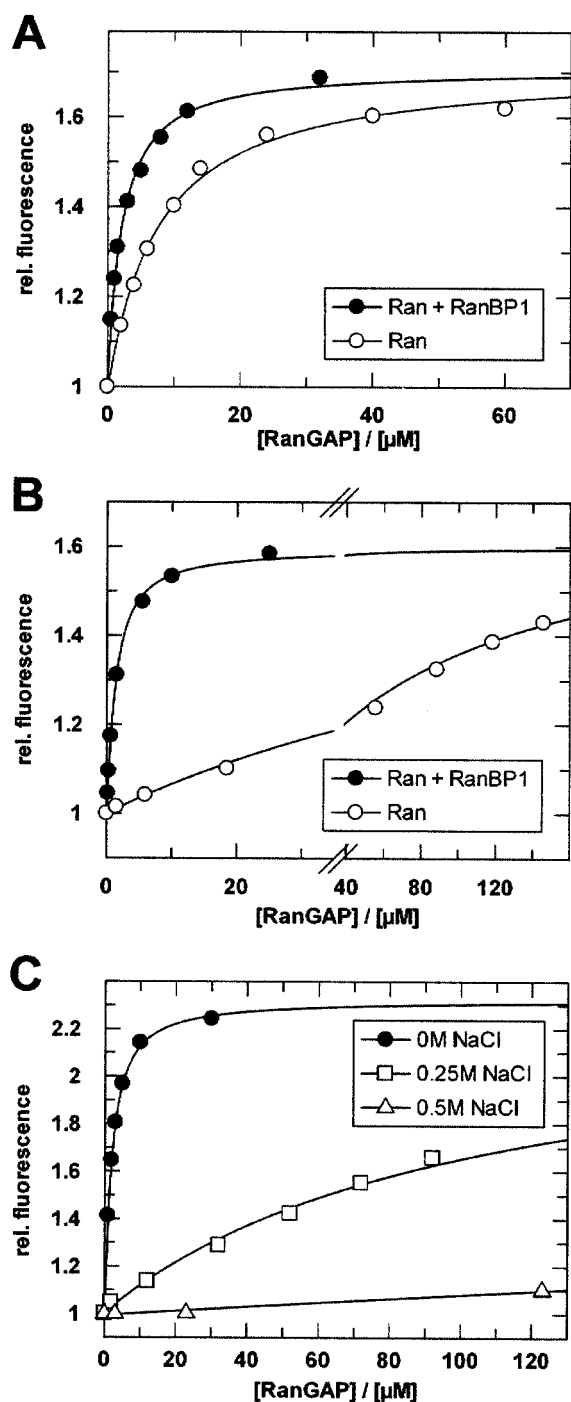 A
rel. fluorescence
1.6
1.4
1.2
1
Ran + RanBP1
Ran
0 20 40 60
[RanGAP] / [µM]
B
rel. fluorescence
1.6
1.4
1.2
1
Ran + RanBP1
Ran
0 20 40 80 120
[RanGAP] / [µM]
C
rel. fluorescence
2.2
2
1.8
1.6
1.4
1.2
1
0M NaCl
0.25M NaCl
0.5M NaCl
0 20 40 60 80 100 120
[RanGAP] / [µM]